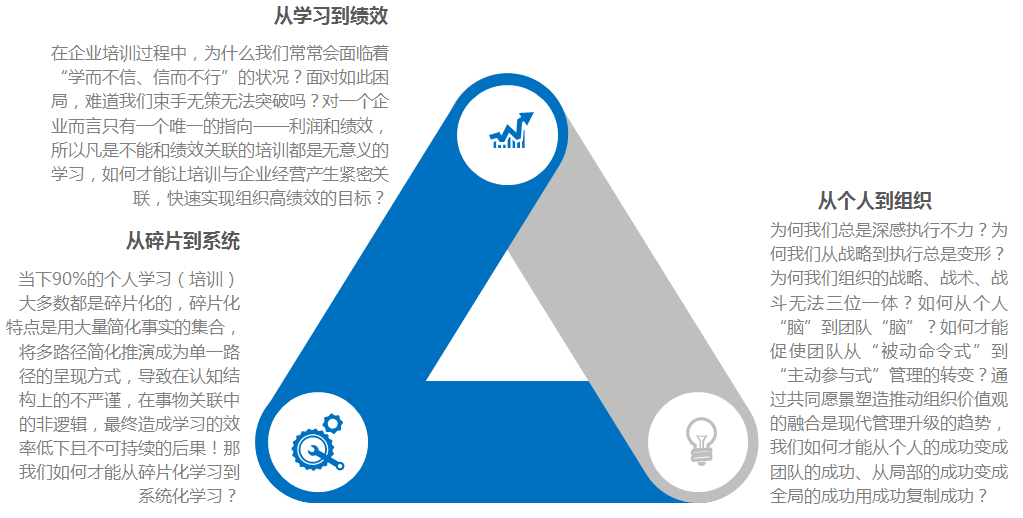 从学习到绩效
在企业培训过程中，为什么我们常常会面临着
“学而不信、信而不行”的状况？面对如此困
局，难道我们束手无策无法突破吗？对一个企
业而言只有一个唯一的指向——利润和绩效，
所以凡是不能和绩效关联的培训都是无意义的
学习，如何才能让培训与企业经营产生紧密关
联，快速实现组织高绩效的目标？
从碎片到系统
当下90%的个人学习（培训）
大多数都是碎片化的，碎片化
特点是用大量简化事实的集合，
将多路径简化推演成为单一路
径的呈现方式，导致在认知结
构上的不严谨，在事物关联中
的非逻辑，最终造成学习的效
率低下且不可持续的后果！那
我们如何才能从碎片化学习到
系统化学习？
从个人到组织
为何我们总是深感执行不力？为
何我们从战略到执行总是变形？
为何我们组织的战略、战术、战
斗无法三位一体？如何从个人
“脑”到团队“脑”？如何才能
促使团队从“被动命令式”到
“主动参与式”管理的转变？通
过共同愿景塑造推动组织价值观
的融合是现代管理升级的趋势，
我们如何才能从个人的成功变成
团队的成功、从局部的成功变成
全局的成功用成功复制成功？